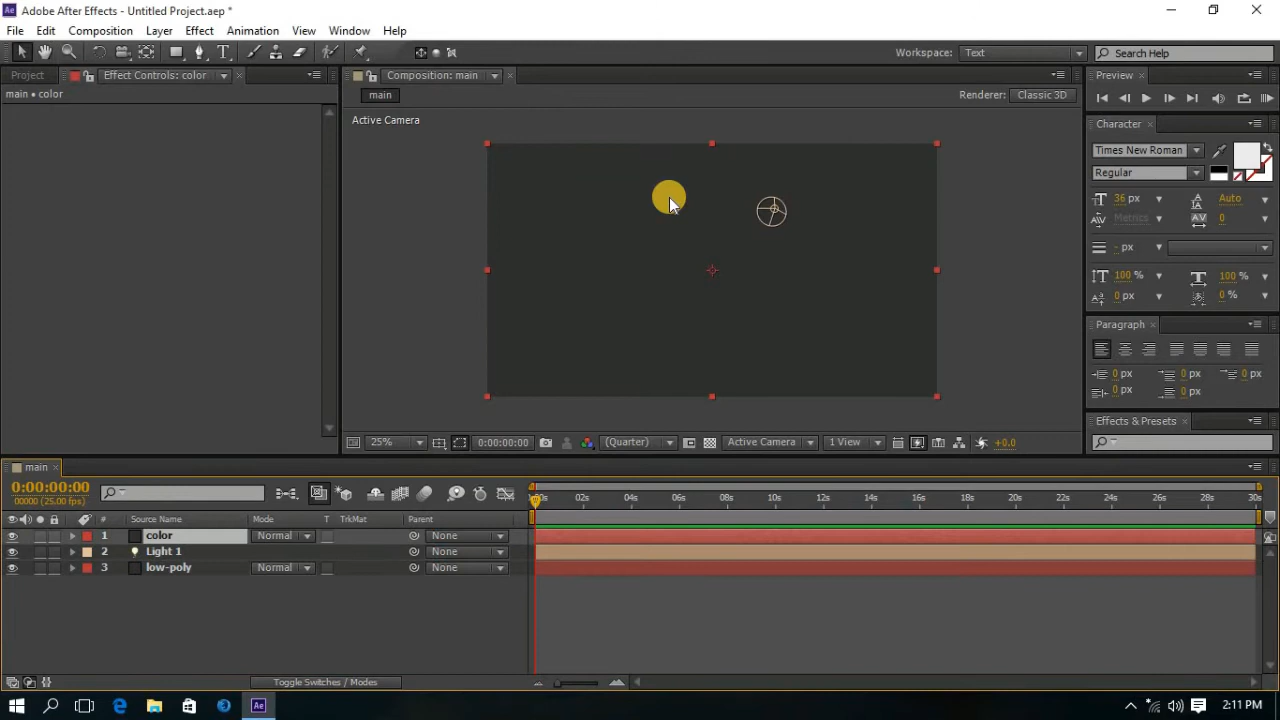 Adobe After Effects - Untitled Project.aep *
File Edit Composition Layer Effect Animation View Window Help
Workspace: Text Search Help
Project Effect Controls: color Composition: main Preview
main • color main Renderer: Classic 3D
Active Camera
Character
Times New Roman
Regular
36 px Auto
Metrics 0
- px
100 % 100 %
0 px 0 %
Paragraph
0 px 0 px 0 px
0 px 0 px
Effects & Presets
25% 0:00:00:00 (Quarter) Active Camera 1 View +0.0
main
0:00:00:00
00000 (25.00 fps)
02s 04s 06s 08s 10s 12s 14s 16s 18s 20s 22s 24s 26s 28s 30s
# Source Name Mode T TrkMat Parent
1 color Normal None
2 Light 1 None
3 low-poly Normal None
Toggle Switches / Modes
Ae 2:11 PM